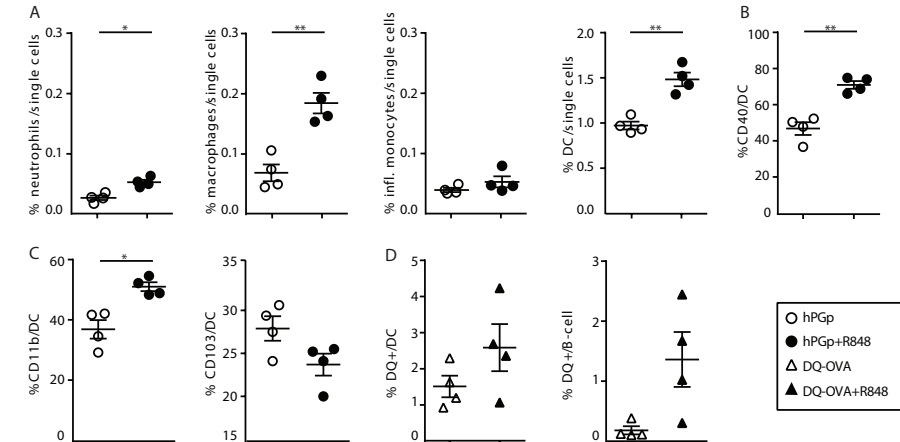 A
% neutrophils/single cells
0.3
0.2
0.1
0.0
*
% macrophages/single cells
0.3
0.2
0.1
0.0
**
% infl. monocytes/single cells
0.3
0.2
0.1
0.0
% DC/single cells
2.0
1.5
1.0
0.5
0.0
**
B
%CD40/DC
100
80
60
40
20
0
**
C
%CD11b/DC
60
40
20
0
*
% CD103/DC
35
30
25
20
15
D
% DQ+/DC
5
4
3
2
1
0
% DQ+/B-cell
3
2
1
0
hPGp
hPGp+R848
DQ-OVA
DQ-OVA+R848